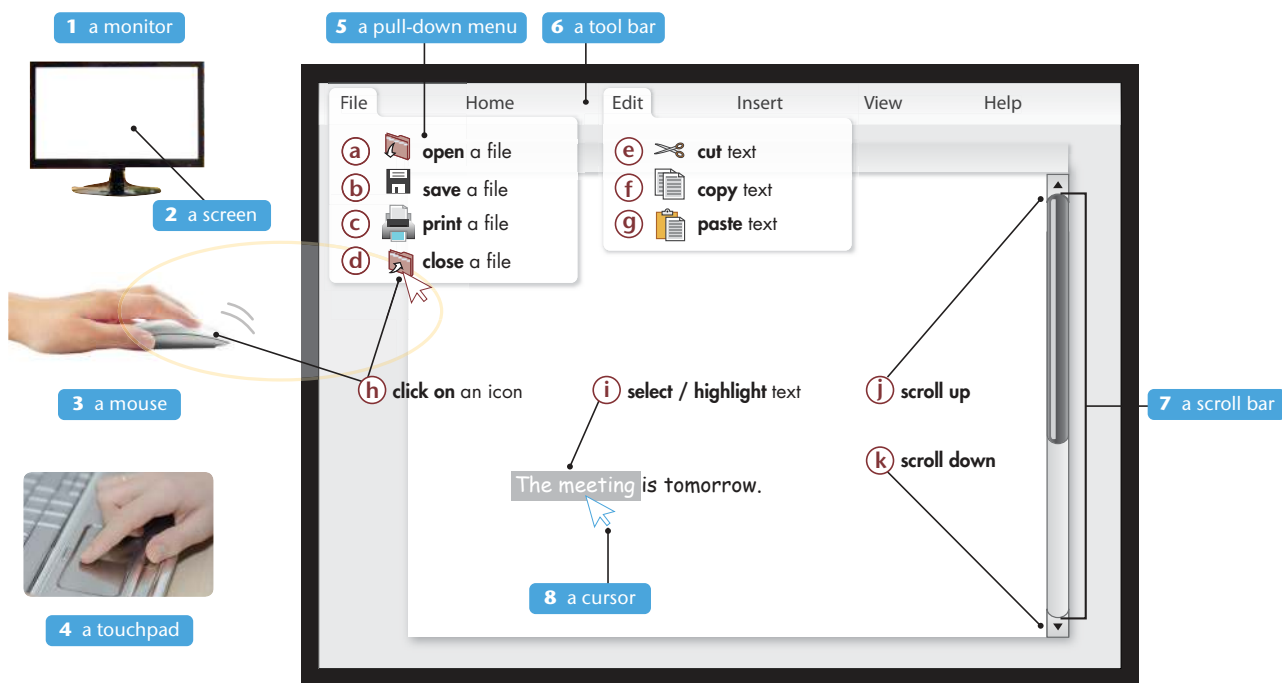 1 a monitor
5 a pull-down menu
6 a tool bar
File Home Edit Insert View Help
a open a file
b save a file
c print a file
d close a file
e cut text
f copy text
g paste text
2 a screen
3 a mouse
h click on an icon
i select / highlight text
j scroll up
7 a scroll bar
k scroll down
The meeting is tomorrow.
8 a cursor
4 a touchpad